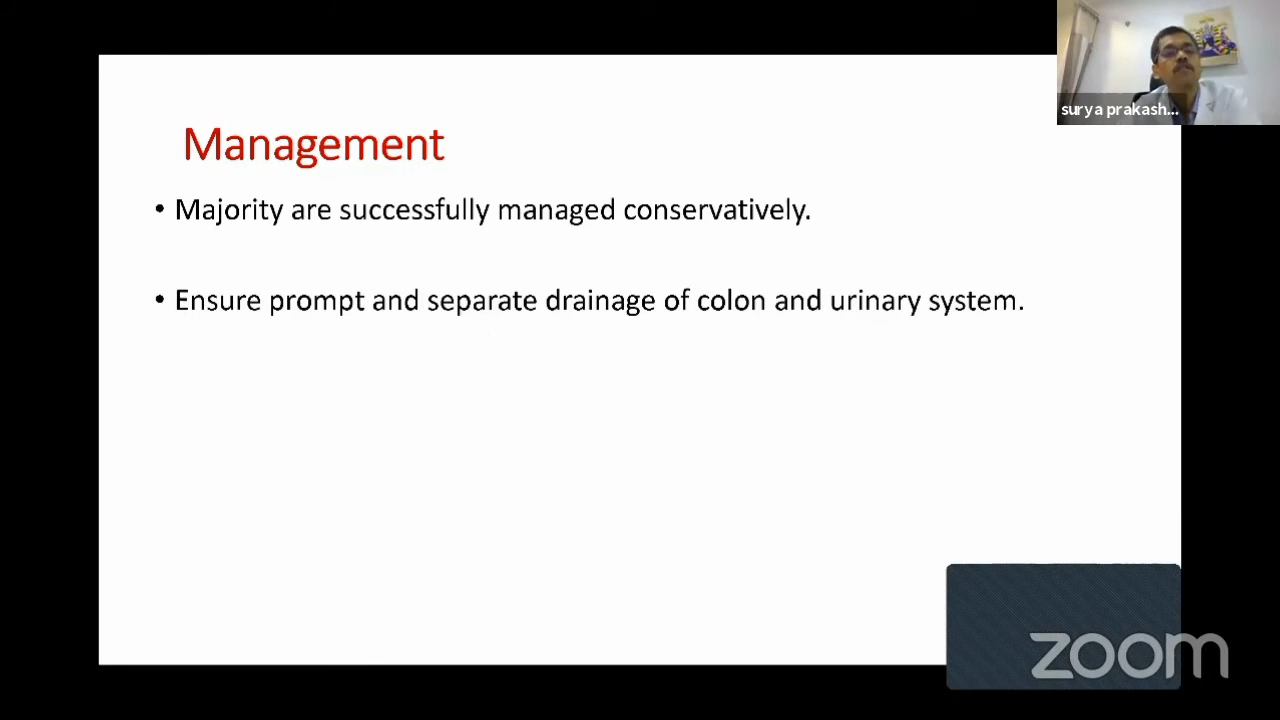 surya prakash...
Management
• Majority are successfully managed conservatively.
• Ensure prompt and separate drainage of colon and urinary system.
zoom